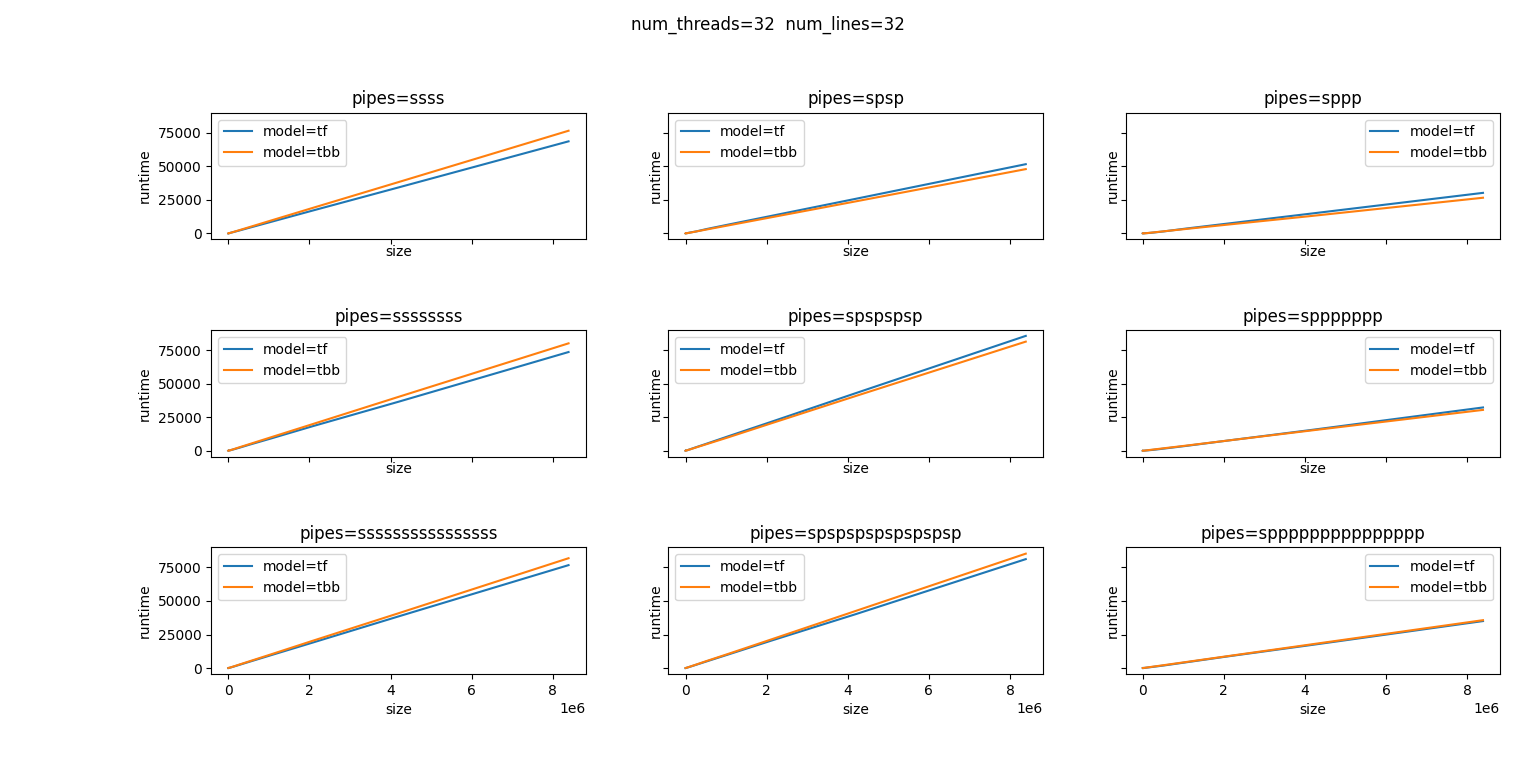 num_threads=32  num_lines=32
pipes=ssss
model=tf
model=tbb
75000
50000
25000
0
runtime
size
pipes=spsp
model=tf
model=tbb
runtime
size
pipes=sppp
model=tf
model=tbb
runtime
size
pipes=ssssssss
model=tf
model=tbb
75000
50000
25000
0
runtime
size
pipes=spspspsp
model=tf
model=tbb
runtime
size
pipes=sppppppp
model=tf
model=tbb
runtime
size
pipes=ssssssssssssssss
model=tf
model=tbb
75000
50000
25000
0
runtime
0 2 4 6 8
size
1e6
pipes=spspspspspspspsp
model=tf
model=tbb
runtime
0 2 4 6 8
size
1e6
pipes=sppppppppppppppp
model=tf
model=tbb
runtime
0 2 4 6 8
size
1e6